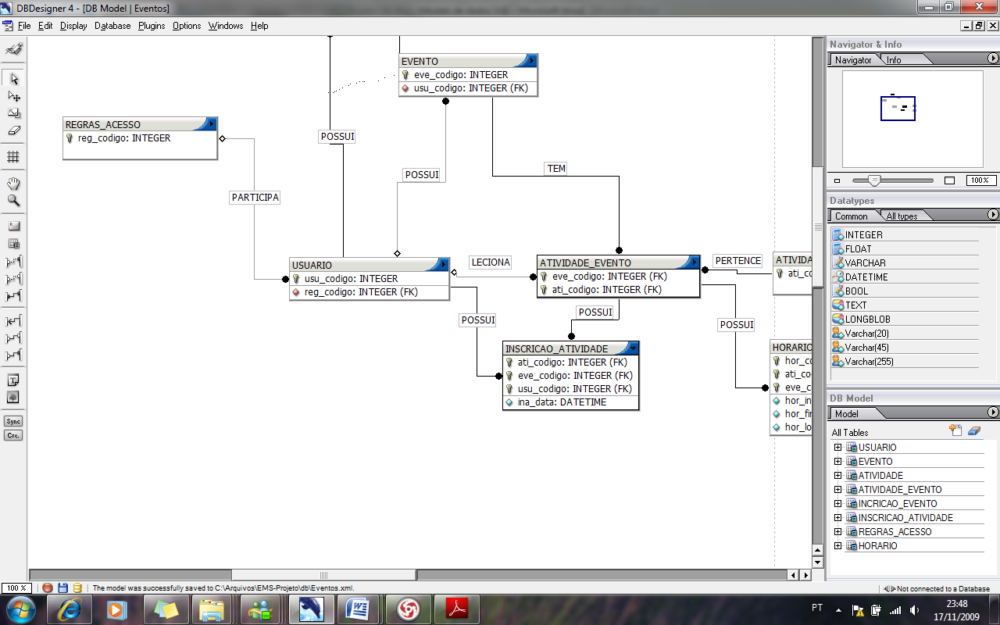 DBDesigner 4 - [DB Model | Eventos]
File Edit Display Database Plugins Options Windows Help
EVENTO
eve_codigo: INTEGER
usu_codigo: INTEGER (FK)
REGRAS_ACESSO
reg_codigo: INTEGER
POSSUI
POSSUI
TEM
PARTICIPA
USUARIO
usu_codigo: INTEGER
reg_codigo: INTEGER (FK)
LECIONA
ATIVIDADE_EVENTO
eve_codigo: INTEGER (FK)
ati_codigo: INTEGER (FK)
PERTENCE
ATIVIDA
ati_co
POSSUI
POSSUI
POSSUI
INSCRICAO_ATIVIDADE
ati_codigo: INTEGER (FK)
eve_codigo: INTEGER (FK)
usu_codigo: INTEGER (FK)
ina_data: DATETIME
HORARIO
hor_co
ati_co
eve_c
hor_in
hor_fin
hor_lo
Navigator & Info
Navigator Info
100%
Datatypes
Common All types
INTEGER
FLOAT
VARCHAR
DATETIME
BOOL
TEXT
LONGBLOB
Varchar(20)
Varchar(45)
Varchar(255)
DB Model
Model
All Tables
USUARIO
EVENTO
ATIVIDADE
ATIVIDADE_EVENTO
INCRICAO_EVENTO
INSCRICAO_ATIVIDADE
REGRAS_ACESSO
HORARIO
Sync
Crc.
100 % The model was successfully saved to C:\Arquivos\EMS-Projeto\db\Eventos.xml. Not connected to a Database
PT 23:48
17/11/2009